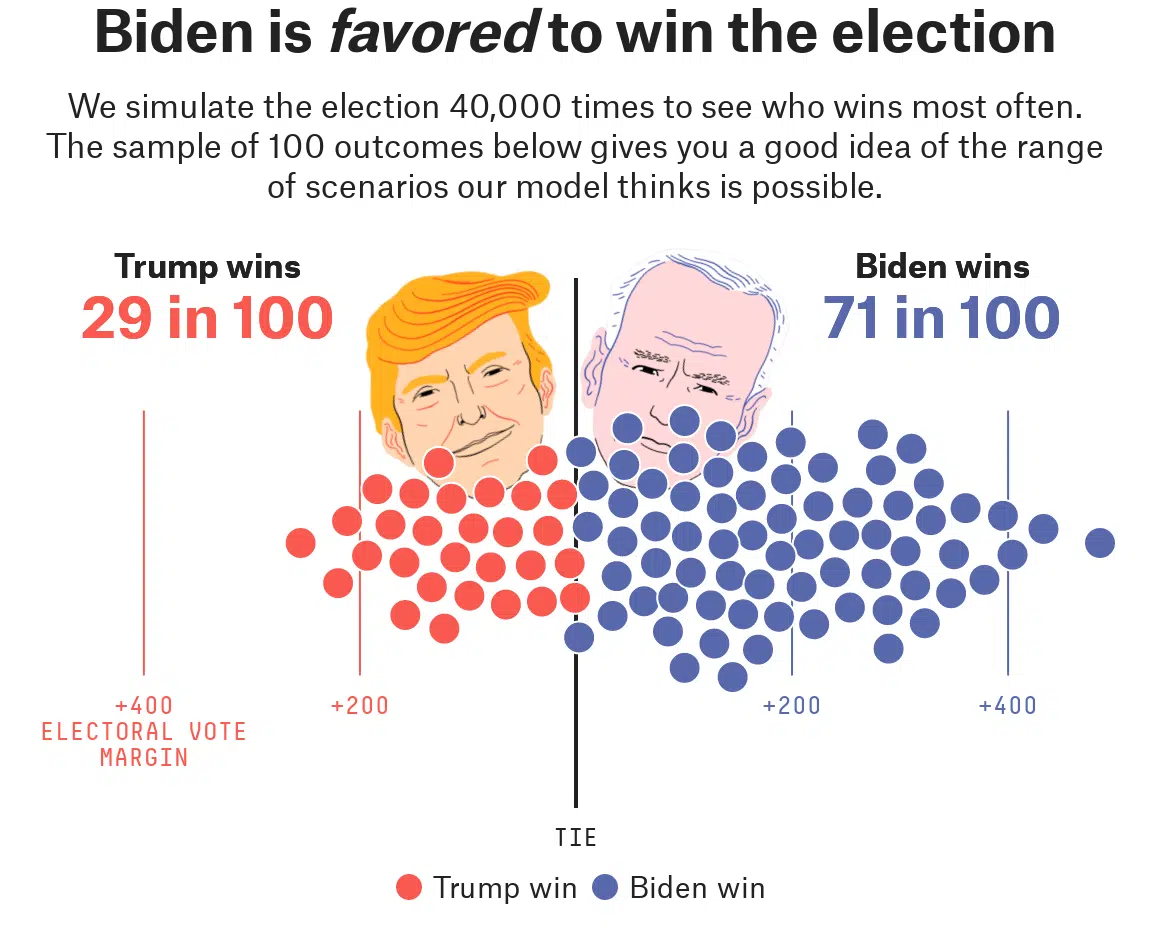 Biden is favored to win the election
We simulate the election 40,000 times to see who wins most often.
The sample of 100 outcomes below gives you a good idea of the range
of scenarios our model thinks is possible.
Trump wins
29 in 100
Biden wins
71 in 100
+400
ELECTORAL VOTE
MARGIN
+200
+200
+400
TIE
Trump win
Biden win